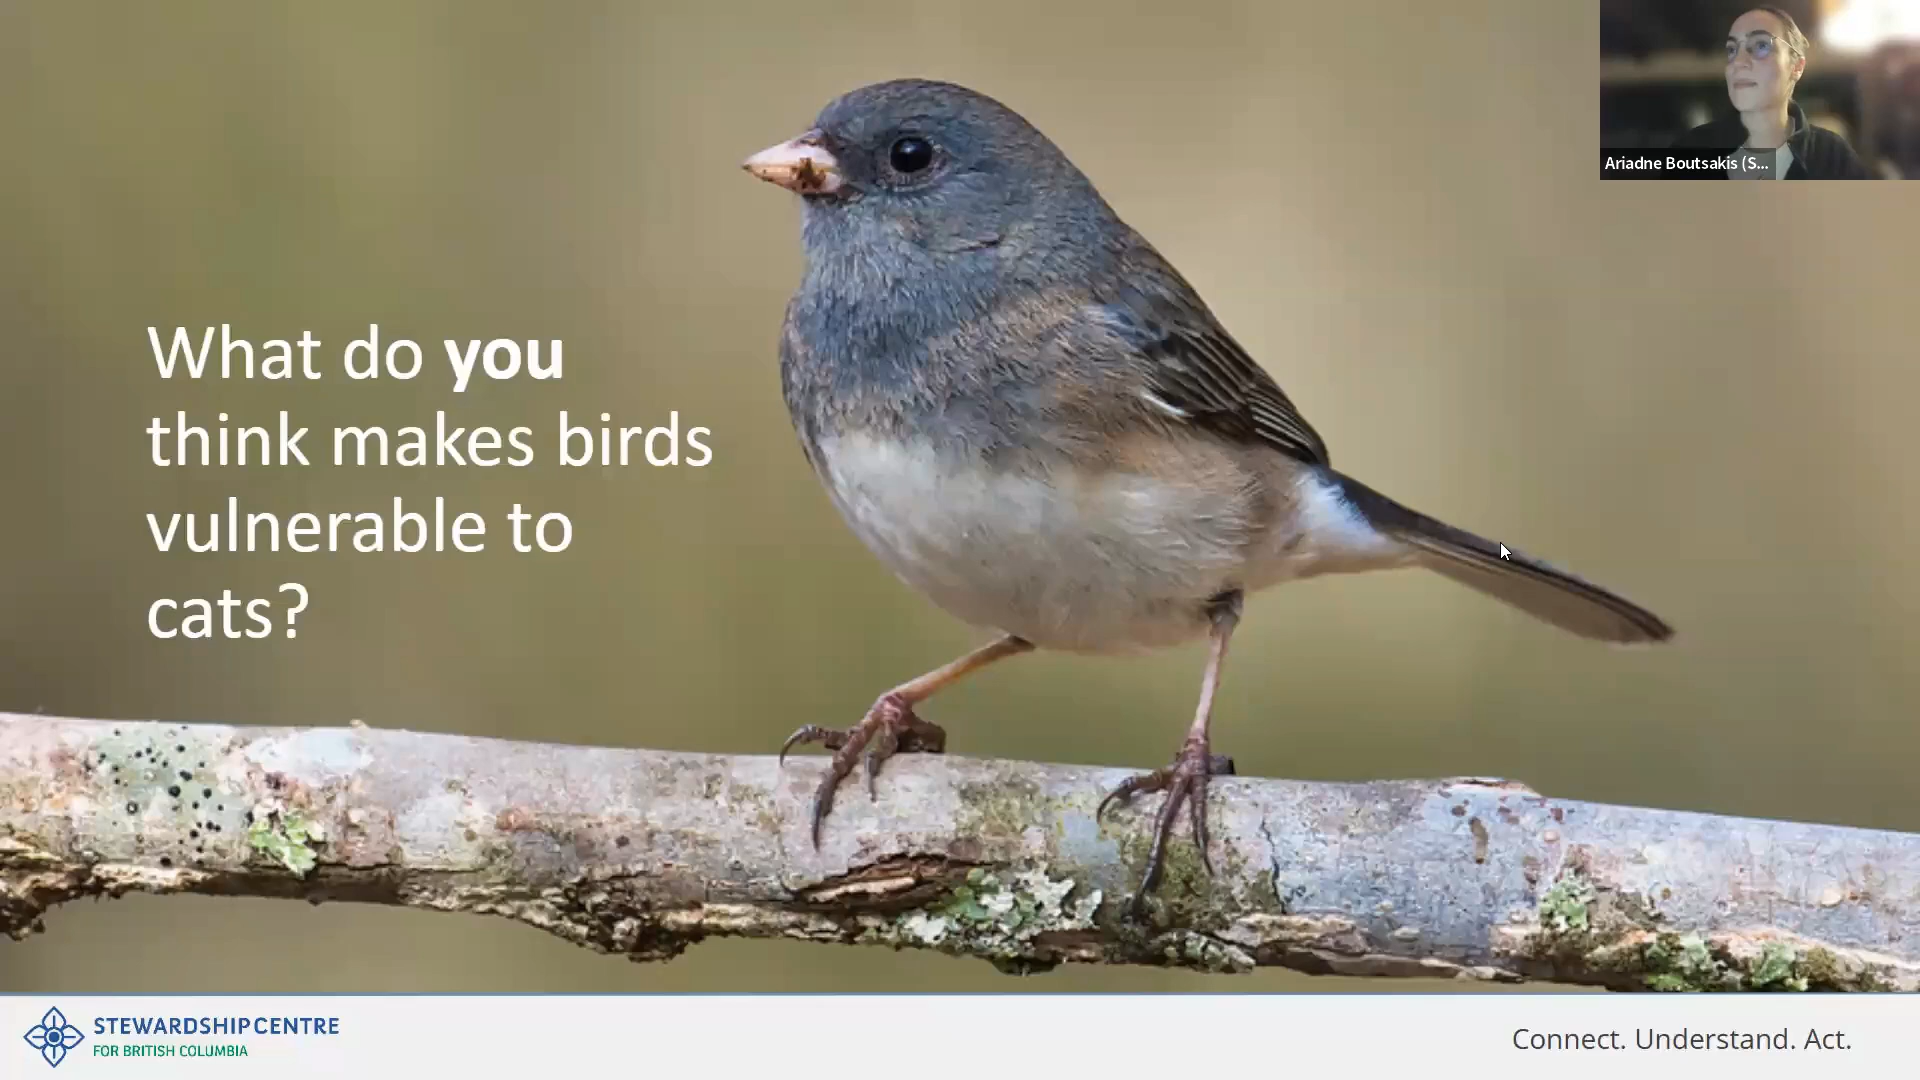 Ariadne Boutsakis (S...
What do you
think makes birds
vulnerable to
cats?
STEWARDSHIP CENTRE
FOR BRITISH COLUMBIA
Connect. Understand. Act.